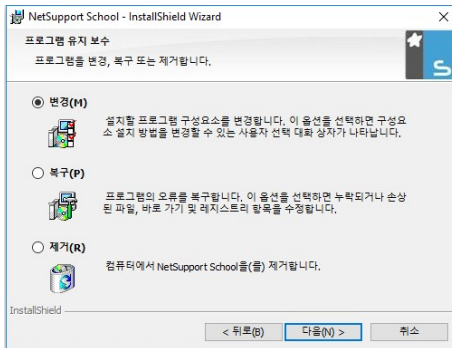 NetSupport School - InstallShield Wizard
프로그램 유지 보수
프로그램을 변경, 복구 또는 제거합니다.
S
변경(M)
설치할 프로그램 구성요소를 변경합니다. 이 옵션을 선택하면 구성요
소 설치 방법을 변경할 수 있는 사용자 선택 대화 상자가 나타납니다.
복구(P)
프로그램의 오류를 복구합니다. 이 옵션을 선택하면 누락되거나 손상
된 파일, 바로 가기 및 레지스트리 항목을 수정합니다.
제거(R)
컴퓨터에서 NetSupport School을(를) 제거합니다.
InstallShield
< 뒤로(B)
다음(N) >
취소